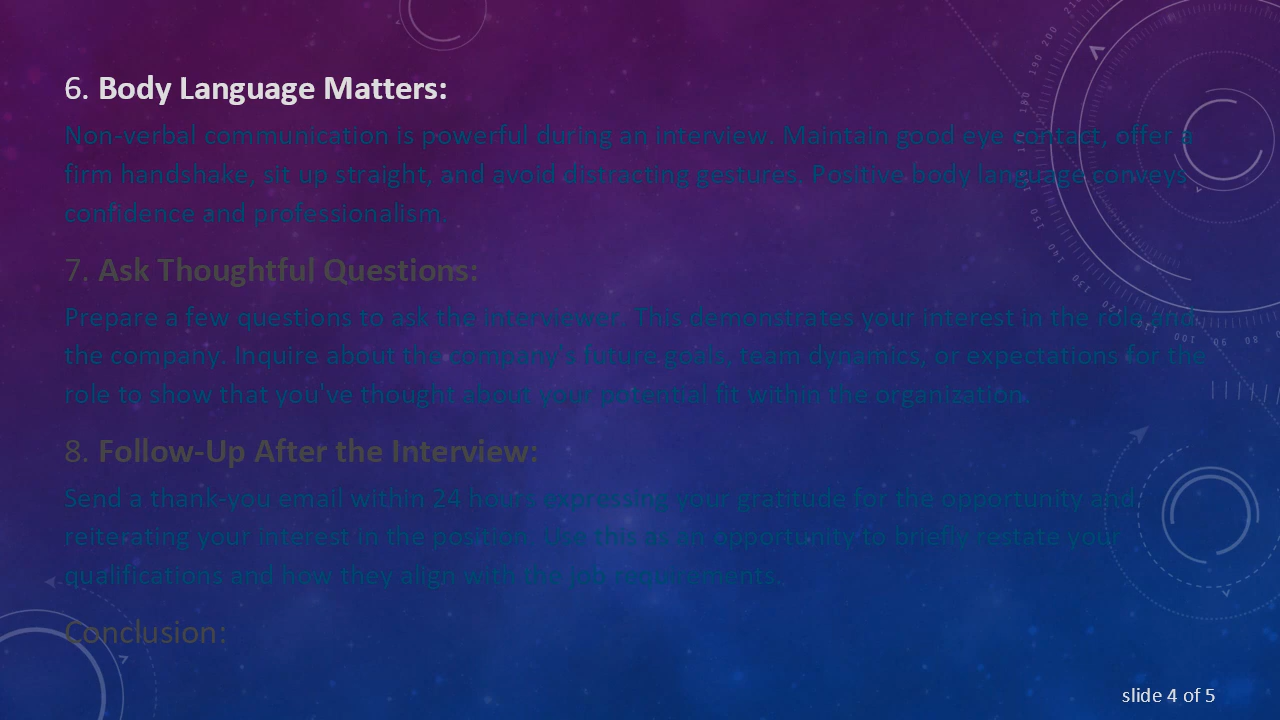 6. Body Language Matters:
Non-verbal communication is powerful during an interview. Maintain good eye contact, offer a
firm handshake, sit up straight, and avoid distracting gestures. Positive body language conveys
confidence and professionalism.
7. Ask Thoughtful Questions:
Prepare a few questions to ask the interviewer. This demonstrates your interest in the role and
the company. Inquire about the company's future goals, team dynamics, or expectations for the
role to show that you've thought about your potential fit within the organization.
8. Follow-Up After the Interview:
Send a thank-you email within 24 hours expressing your gratitude for the opportunity and
reiterating your interest in the position. Use this as an opportunity to briefly restate your
qualifications and how they align with the job requirements.
Conclusion:
slide 4 of 5